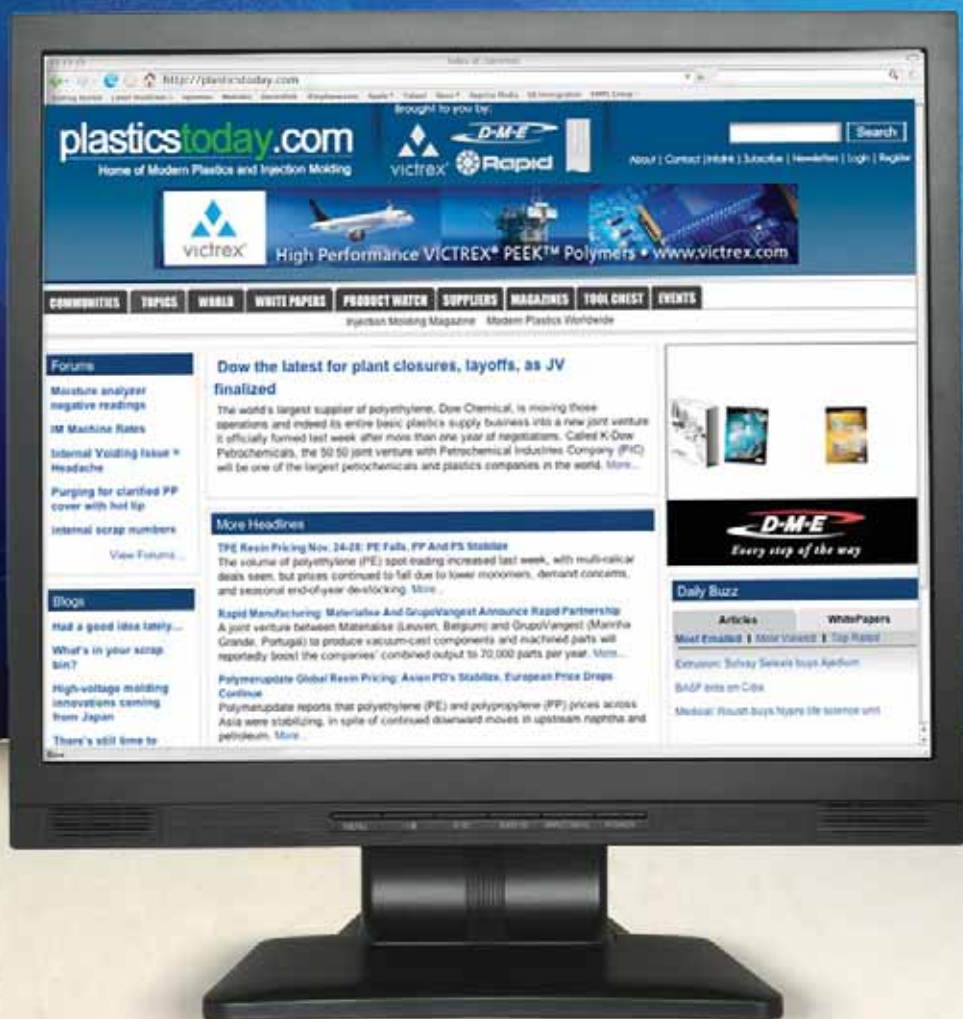 http://plasticstoday.com
plasticstoday.com
Home of Modern Plastics and Injection Molding
Brought to you by:
victrex
D-M-E
Rapid
Search
About | Contact | Infolink | Subscribe | Newsletters | Login | Register
victrex
High Performance VICTREX® PEEK™ Polymers • www.victrex.com
COMMUNITIES TOPICS WORLD WHITE PAPERS PRODUCT WATCH SUPPLIERS MAGAZINES TOOL CHEST EVENTS
Injection Molding Magazine Modern Plastics Worldwide
Forums
Moisture analyzer
negative readings
IM Machine Rates
Internal Voiding Issue =
Headache
Purging for clarified PP
cover with hot tip
Internal scrap numbers
View Forums...
Blogs
Had a good idea lately...
What's in your scrap
bin?
High-voltage molding
innovations coming
from Japan
There's still time to
Dow the latest for plant closures, layoffs, as JV
finalized
The world's largest supplier of polyethylene, Dow Chemical, is moving those
operations and indeed its entire basic plastics supply business into a new joint venture
it officially formed last week after more than one year of negotiations. Called K-Dow
Petrochemicals, the 50:50 joint venture with Petrochemical Industries Company (PIC)
will be one of the largest petrochemicals and plastics companies in the world. More...
More Headlines
TPE Resin Pricing Nov. 24-28: PE Falls, PP And PS Stabilize
The volume of polyethylene (PE) spot trading increased last week, with multi-railcar
deals seen, but prices continued to fall due to lower monomers, demand concerns,
and seasonal end-of-year de-stocking. More...
Rapid Manufacturing: Materialise And GrupoVangest Announce Rapid Partnership
A joint venture between Materialise (Leuven, Belgium) and GrupoVangest (Marinha
Grande, Portugal) to produce vacuum-cast components and machined parts will
reportedly boost the companies' combined output to 70,000 parts per year. More...
Polymerupdate Global Resin Pricing: Asian PO's Stabilize, European Price Drops
Continue
Polymerupdate reports that polyethylene (PE) and polypropylene (PP) prices across
Asia were stabilizing, in spite of continued downward moves in upstream naphtha and
petroleum. More...
D-M-E
Every step of the way
Daily Buzz
Articles WhitePapers
Most Emailed | Most Viewed | Top Rated
Extrusion: Solvay Solexis buys Ajedium
BASF bids on Ciba
Medical: Rousft buys Nyare life science unit